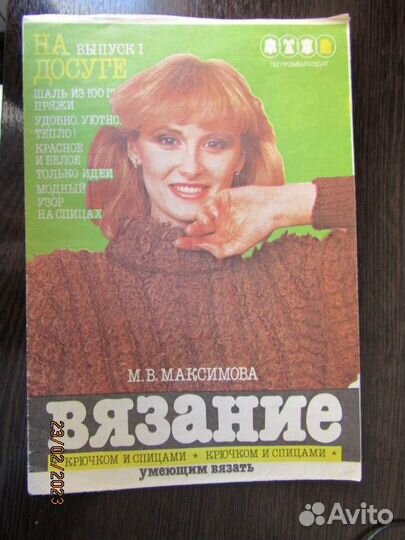 НА
ВЫПУСК I
ДОСУГЕ
ЛЕГПРОМБЫТИЗДАТ
ШАЛЬ ИЗ 100 Г
ПРЯЖИ
УДОБНО, УЮТНО,
ТЕПЛО!
КРАСНОЕ
И БЕЛОЕ
ТОЛЬКО ИДЕИ
МОДНЫЙ
УЗОР
НА СПИЦАХ
М.В. МАКСИМОВА
ВЯЗАНИЕ
КРЮЧКОМ И СПИЦАМИ * КРЮЧКОМ И СПИЦАМИ *
УМЕЮЩИМ ВЯЗАТЬ
23/02/2023
Avito